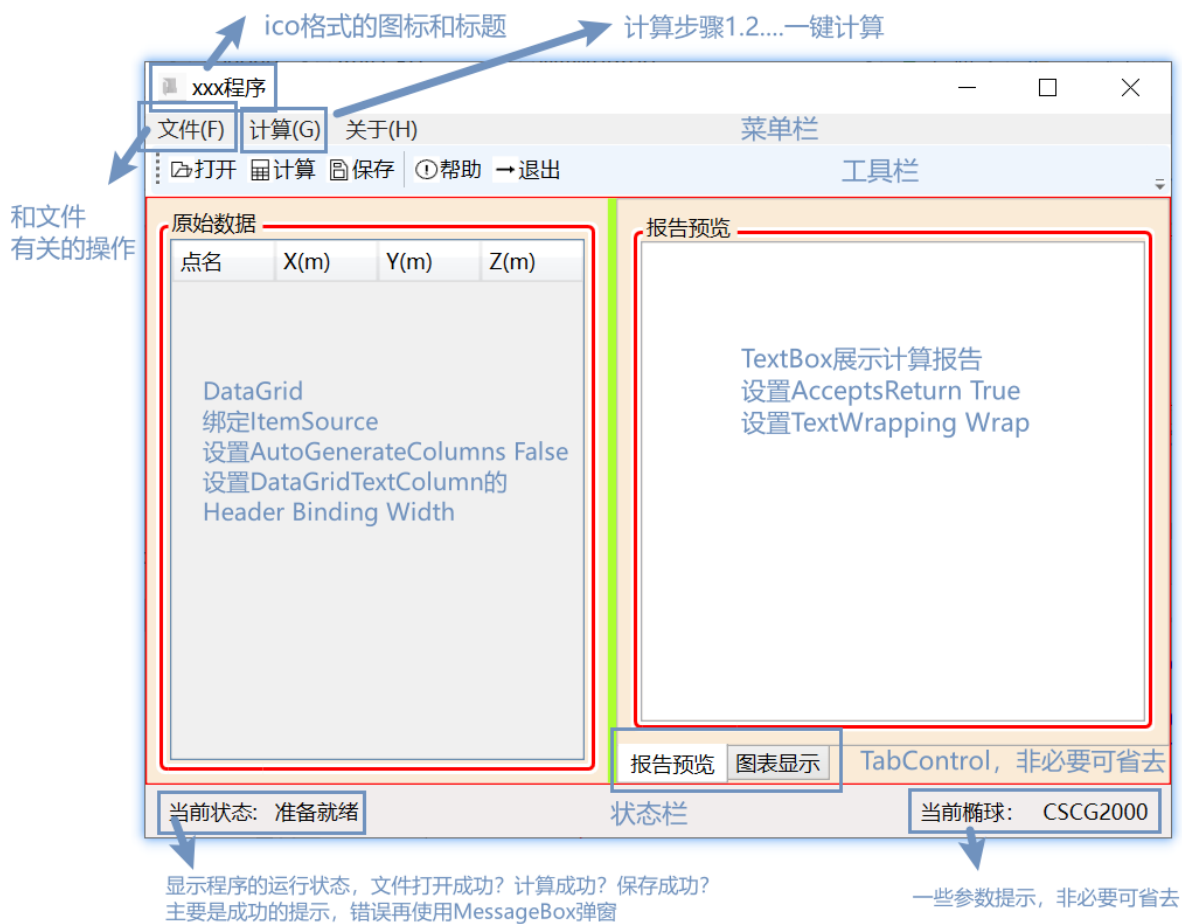 ico格式的图标和标题
计算步骤1.2....一键计算
xxx程序
文件(F) 计算(G) 关于(H) 菜单栏
打开 计算 保存 帮助 退出 工具栏
和文件
有关的操作
原始数据
点名 X(m) Y(m) Z(m)
DataGrid
绑定ItemSource
设置AutoGenerateColumns False
设置DataGridTextColumn的
Header Binding Width
报告预览
TextBox展示计算报告
设置AcceptsReturn True
设置TextWrapping Wrap
报告预览 图表显示 TabControl，非必要可省去
当前状态: 准备就绪 状态栏 当前椭球: CSCG2000
显示程序的运行状态，文件打开成功？计算成功？保存成功？
主要是成功的提示，错误再使用MessageBox弹窗
一些参数提示，非必要可省去